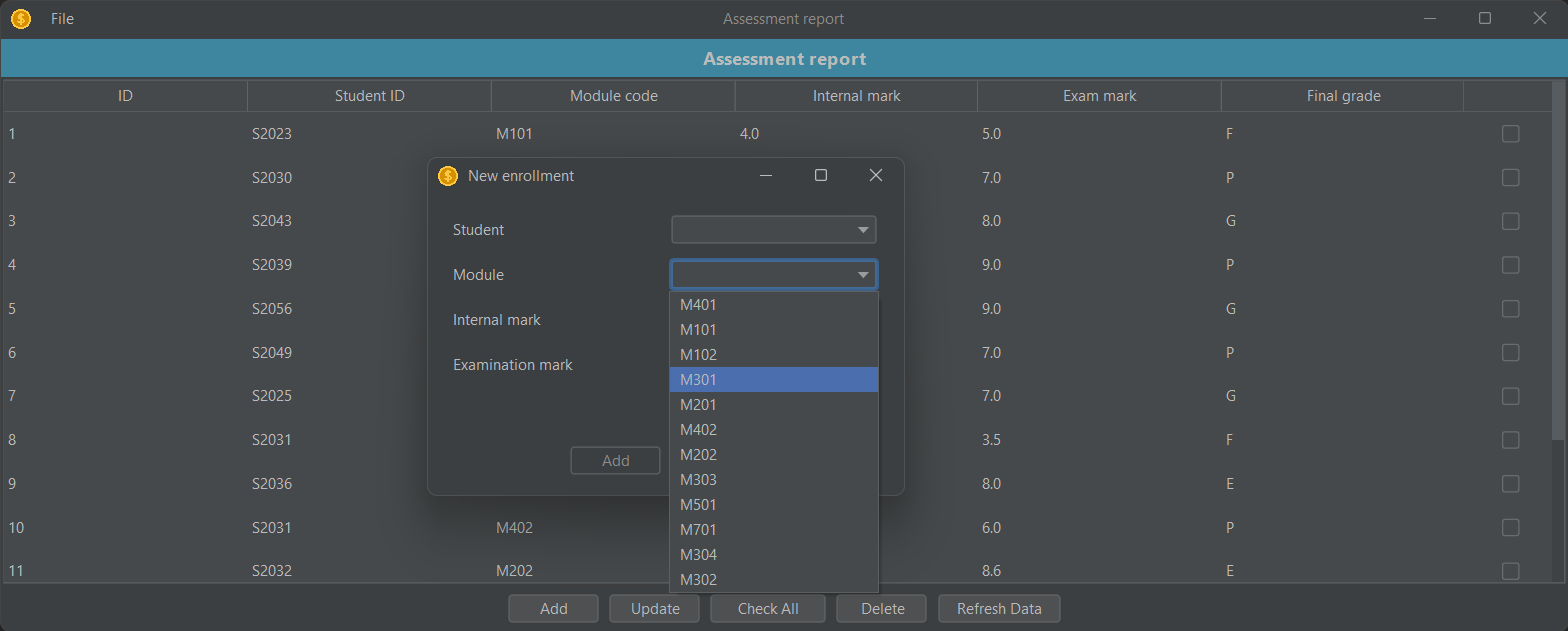 File Assessment report
Assessment report
ID Student ID Module code Internal mark Exam mark Final grade
1 S2023 M101 4.0 5.0 F
2 S2030 7.0 P
3 S2043 8.0 G
4 S2039 9.0 P
5 S2056 9.0 G
6 S2049 7.0 P
7 S2025 7.0 G
8 S2031 3.5 F
9 S2036 8.0 E
10 S2031 M402 6.0 P
11 S2032 M202 8.6 E
New enrollment
Student
Module
Internal mark
Examination mark
Add
M401
M101
M102
M301
M201
M402
M202
M303
M501
M701
M304
M302
Add Update Check All Delete Refresh Data